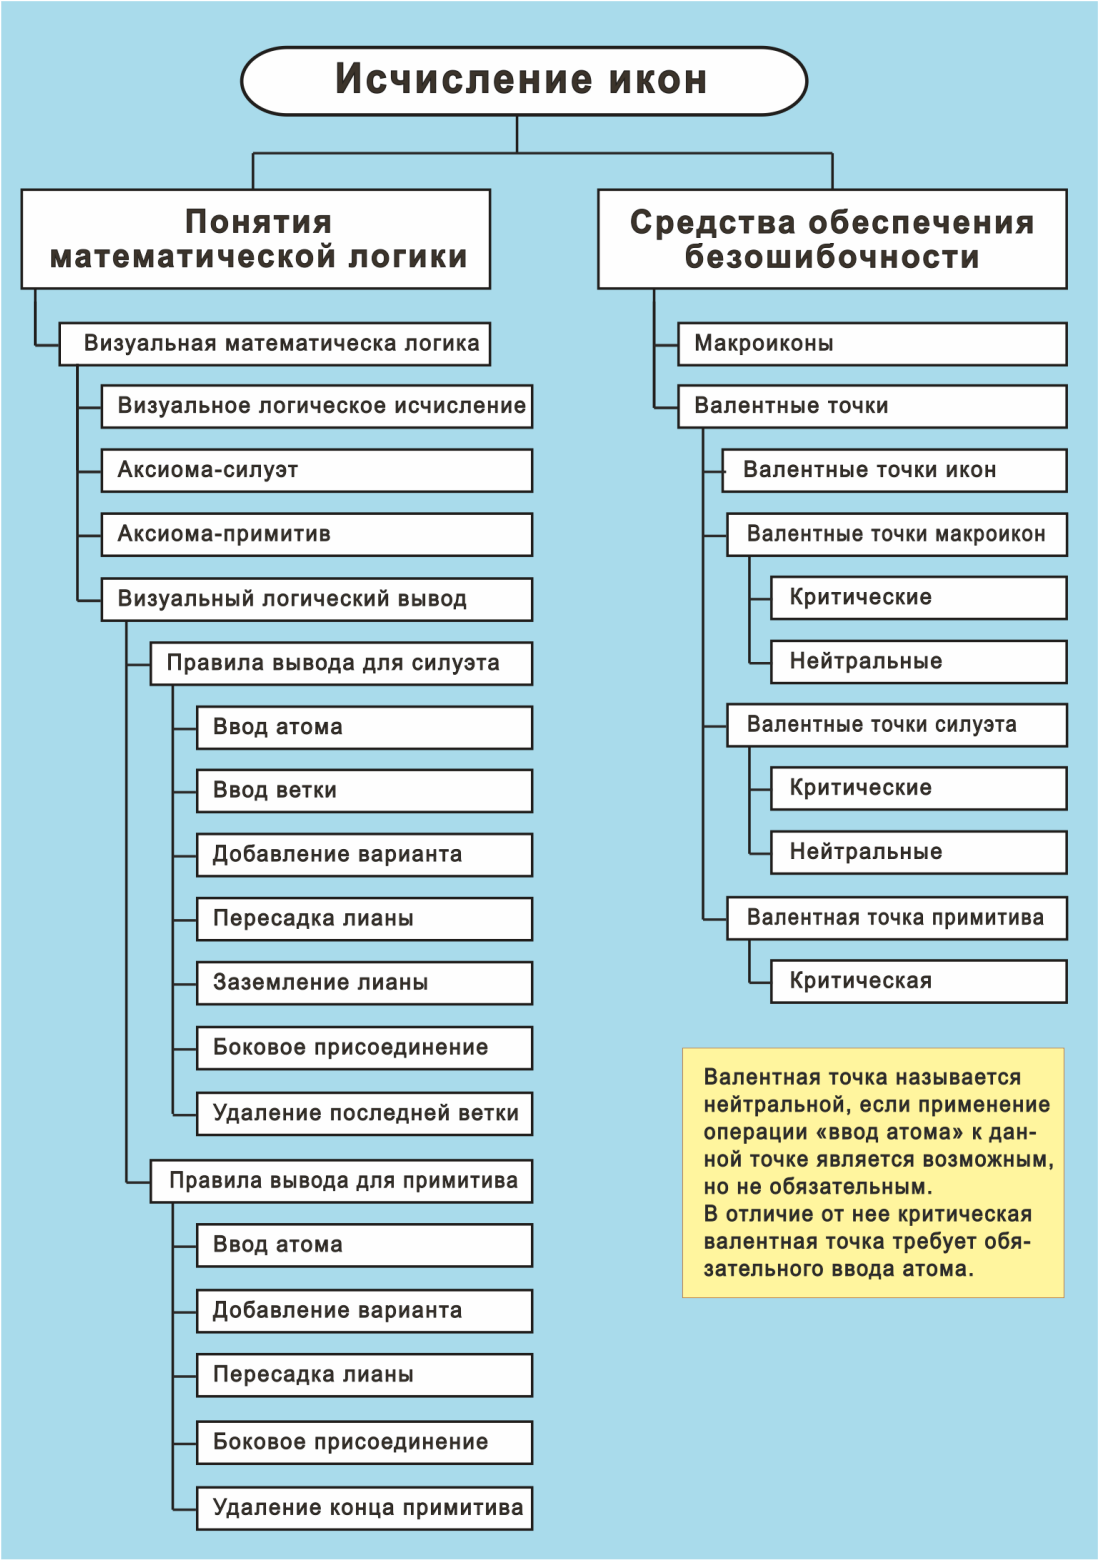 Исчисление икон
Понятия
математической логики
Визуальная математическа логика
Визуальное логическое исчисление
Аксиома-силуэт
Аксиома-примитив
Визуальный логический вывод
Правила вывода для силуэта
Ввод атома
Ввод ветки
Добавление варианта
Пересадка лианы
Заземление лианы
Боковое присоединение
Удаление последней ветки
Правила вывода для примитива
Ввод атома
Добавление варианта
Пересадка лианы
Боковое присоединение
Удаление конца примитива
Средства обеспечения
безошибочности
Макроиконы
Валентные точки
Валентные точки икон
Валентные точки макроикон
Критические
Нейтральные
Валентные точки силуэта
Критические
Нейтральные
Валентная точка примитива
Критическая
Валентная точка называется
нейтральной, если применение
операции «ввод атома» к дан-
ной точке является возможным,
но не обязательным.
В отличие от нее критическая
валентная точка требует обя-
зательного ввода атома.